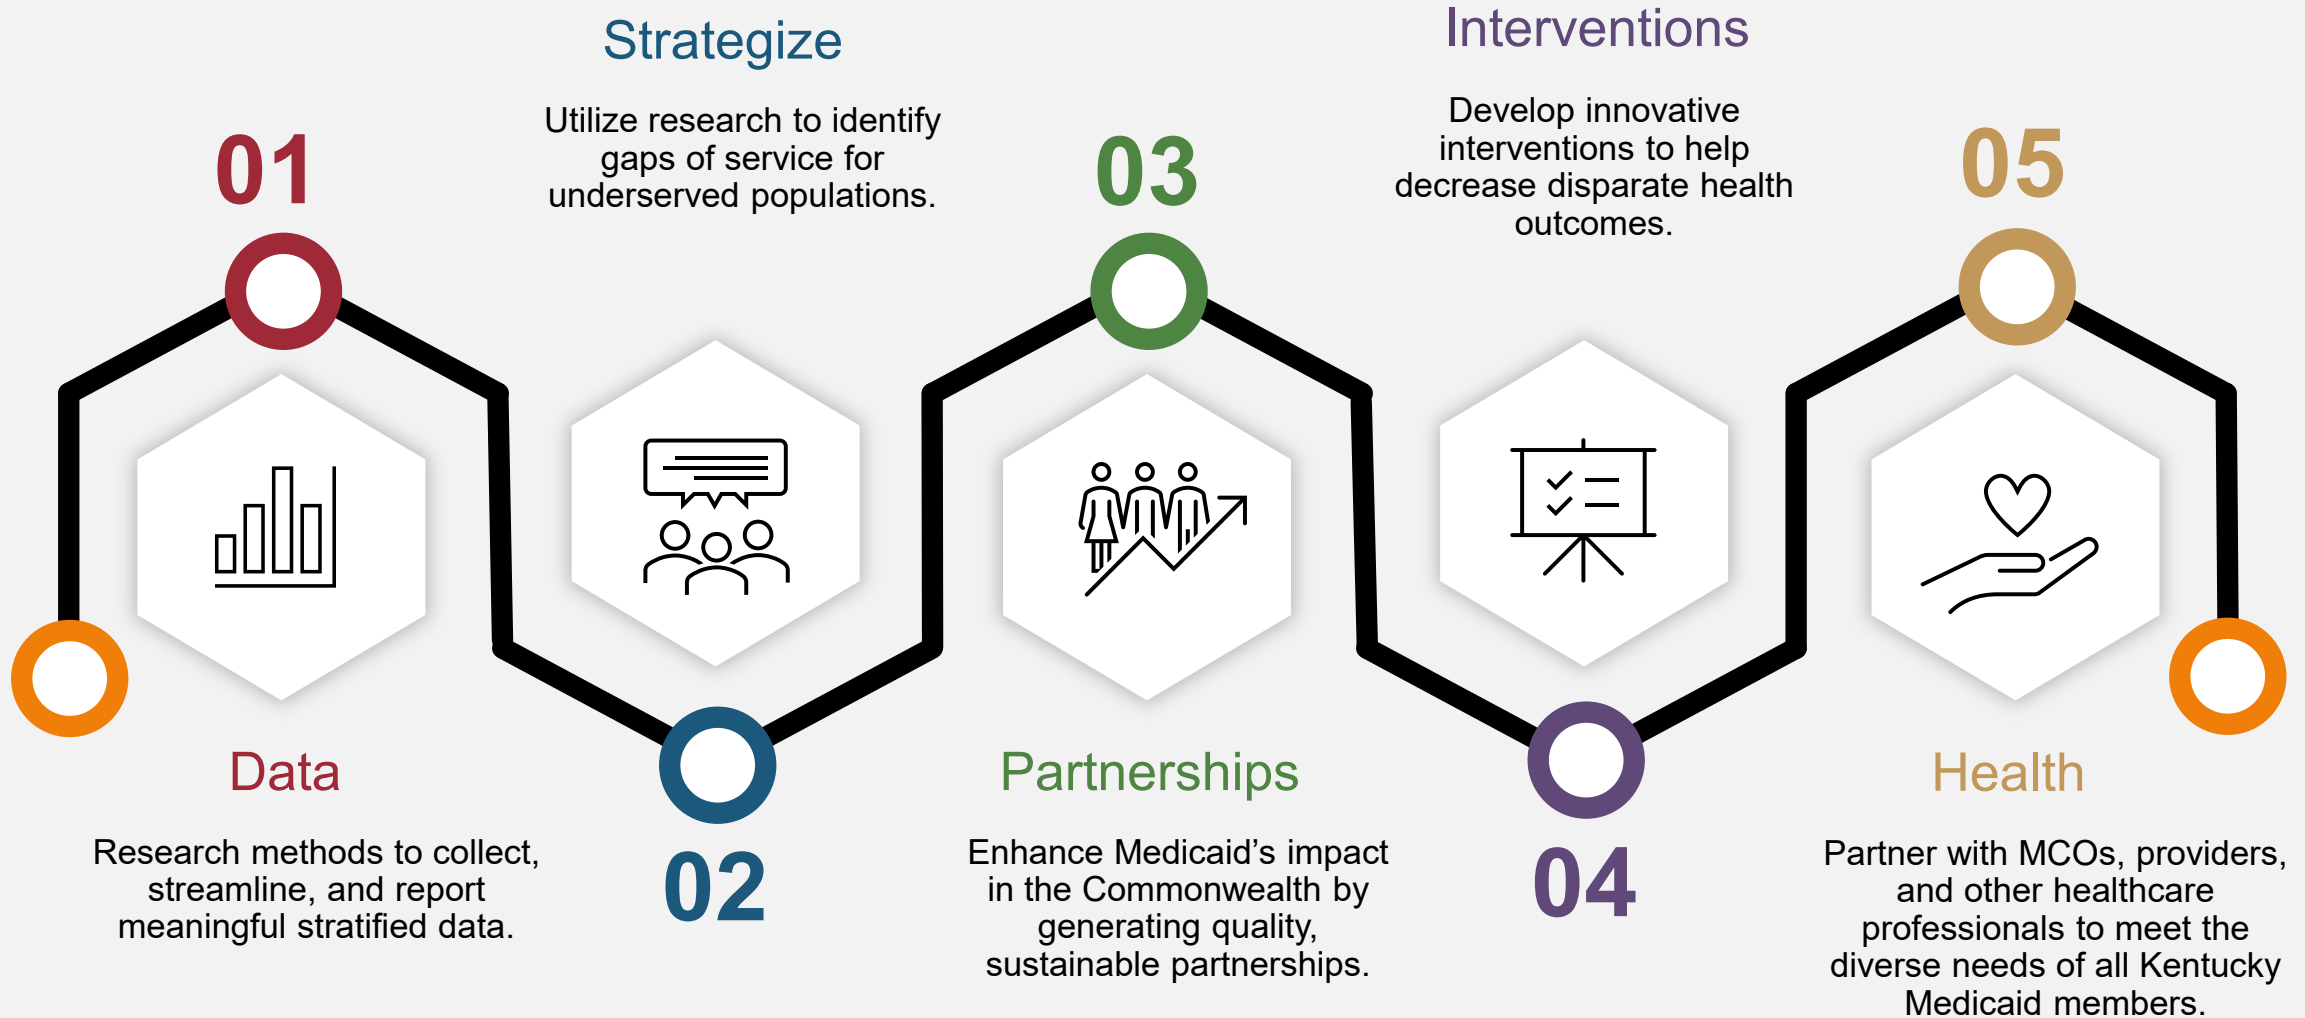 01
Data
Research methods to collect,
streamline, and report
meaningful stratified data.
Strategize
Utilize research to identify
gaps of service for
underserved populations.
02
03
Partnerships
Enhance Medicaid’s impact
in the Commonwealth by
generating quality,
sustainable partnerships.
Interventions
Develop innovative
interventions to help
decrease disparate health
outcomes.
04
05
Health
Partner with MCOs, providers,
and other healthcare
professionals to meet the
diverse needs of all Kentucky
Medicaid members.